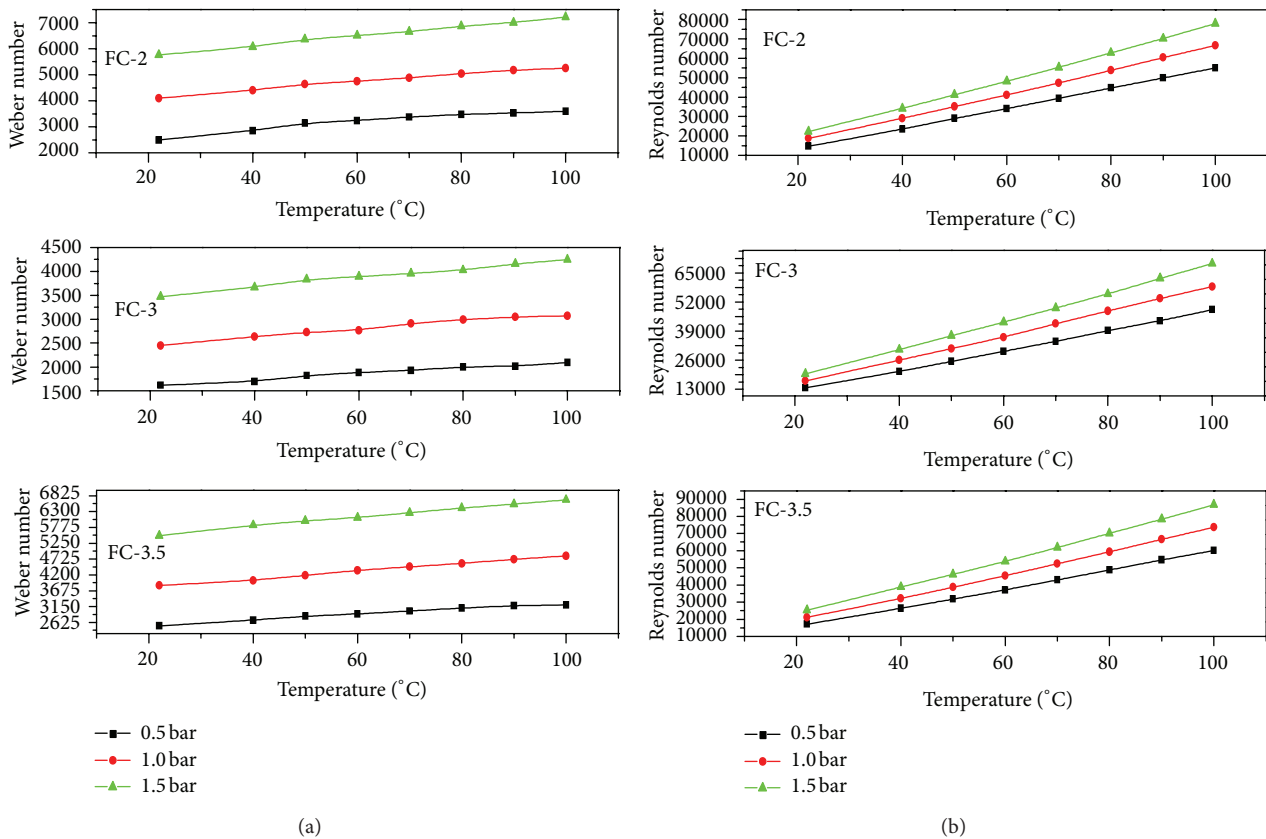 Weber number
7000
6000
5000
4000
3000
2000
FC-2
20 40 60 80 100
Temperature (°C)
Weber number
4500
4000
3500
3000
2500
2000
1500
FC-3
20 40 60 80 100
Temperature (°C)
Weber number
6825
6300
5775
5250
4725
4200
3675
3150
2625
FC-3.5
20 40 60 80 100
Temperature (°C)
0.5 bar
1.0 bar
1.5 bar
(a)
Reynolds number
80000
70000
60000
50000
40000
30000
20000
10000
FC-2
20 40 60 80 100
Temperature (°C)
Reynolds number
65000
52000
39000
26000
13000
FC-3
20 40 60 80 100
Temperature (°C)
Reynolds number
90000
80000
70000
60000
50000
40000
30000
20000
10000
FC-3.5
20 40 60 80 100
Temperature (°C)
0.5 bar
1.0 bar
1.5 bar
(b)